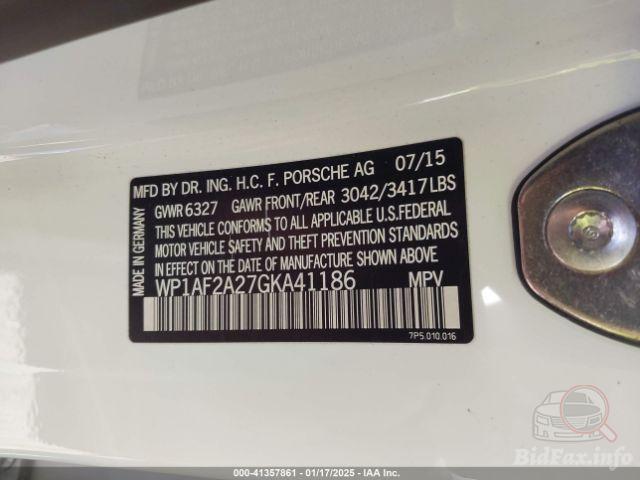 MFD BY DR. ING. H.C. F. PORSCHE AG 07/15
GVWR 6327 GAWR FRONT/REAR 3042/3417 LBS
THIS VEHICLE CONFORMS TO ALL APPLICABLE U.S. FEDERAL
MOTOR VEHICLE SAFETY AND THEFT PREVENTION STANDARDS
IN EFFECT ON THE DATE OF MANUFACTURE SHOWN ABOVE.
WP1AF2A27GKA41186 MPV
MADE IN GERMANY
7P5.010.016
BidFax.info
000-41357861 - 01/17/2025 - IAA Inc.